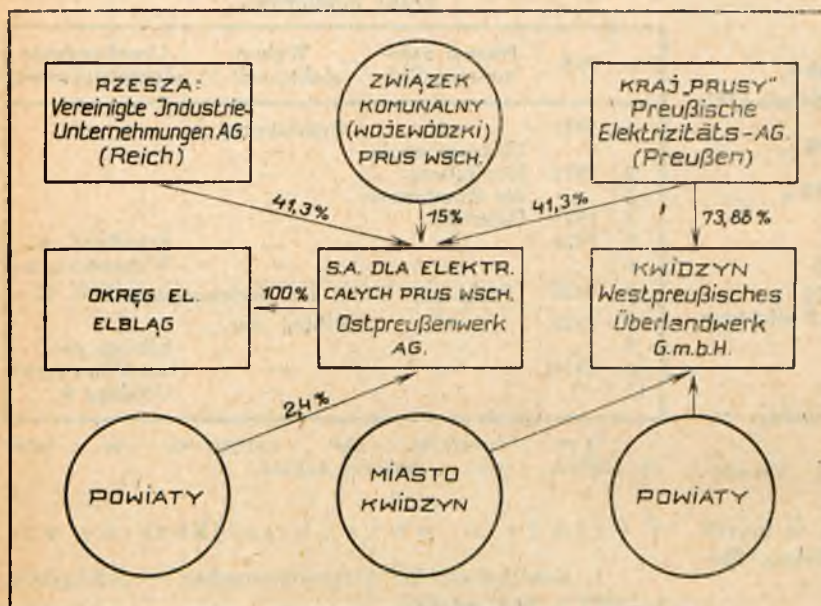 RZESZA:
Vereinigte Jndustrie-
Unternehmungen AG.
(Reich)
ZWIĄZEK
KOMUNALNY
(WOJEWÓDZKI)
PRUS WSCH.
KRAJ „PRUSY"
Preußische
Elektrizitäts-AG.
(Preußen)
41,3%
15%
41,3%
73,88%
OKRĘG EL.
ELBLĄG
100%
S.A. DLA ELEKTR.
CAŁYCH PRUS WSCH.
Ostpreußenwerk
AG.
KWIDZYN
Westpreußisches
Überlandwerk
G.m.b.H.
2,4%
POWIATY
MIASTO
KWIDZYN
POWIATY